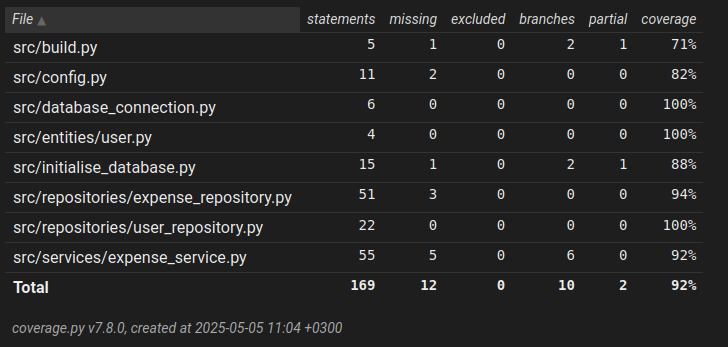 File ▲ statements missing excluded branches partial coverage
src/build.py 5 1 0 2 1 71%
src/config.py 11 2 0 0 0 82%
src/database_connection.py 6 0 0 0 0 100%
src/entities/user.py 4 0 0 0 0 100%
src/initialise_database.py 15 1 0 2 1 88%
src/repositories/expense_repository.py 51 3 0 0 0 94%
src/repositories/user_repository.py 22 0 0 0 0 100%
src/services/expense_service.py 55 5 0 6 0 92%
Total 169 12 0 10 2 92%
coverage.py v7.8.0, created at 2025-05-05 11:04 +0300